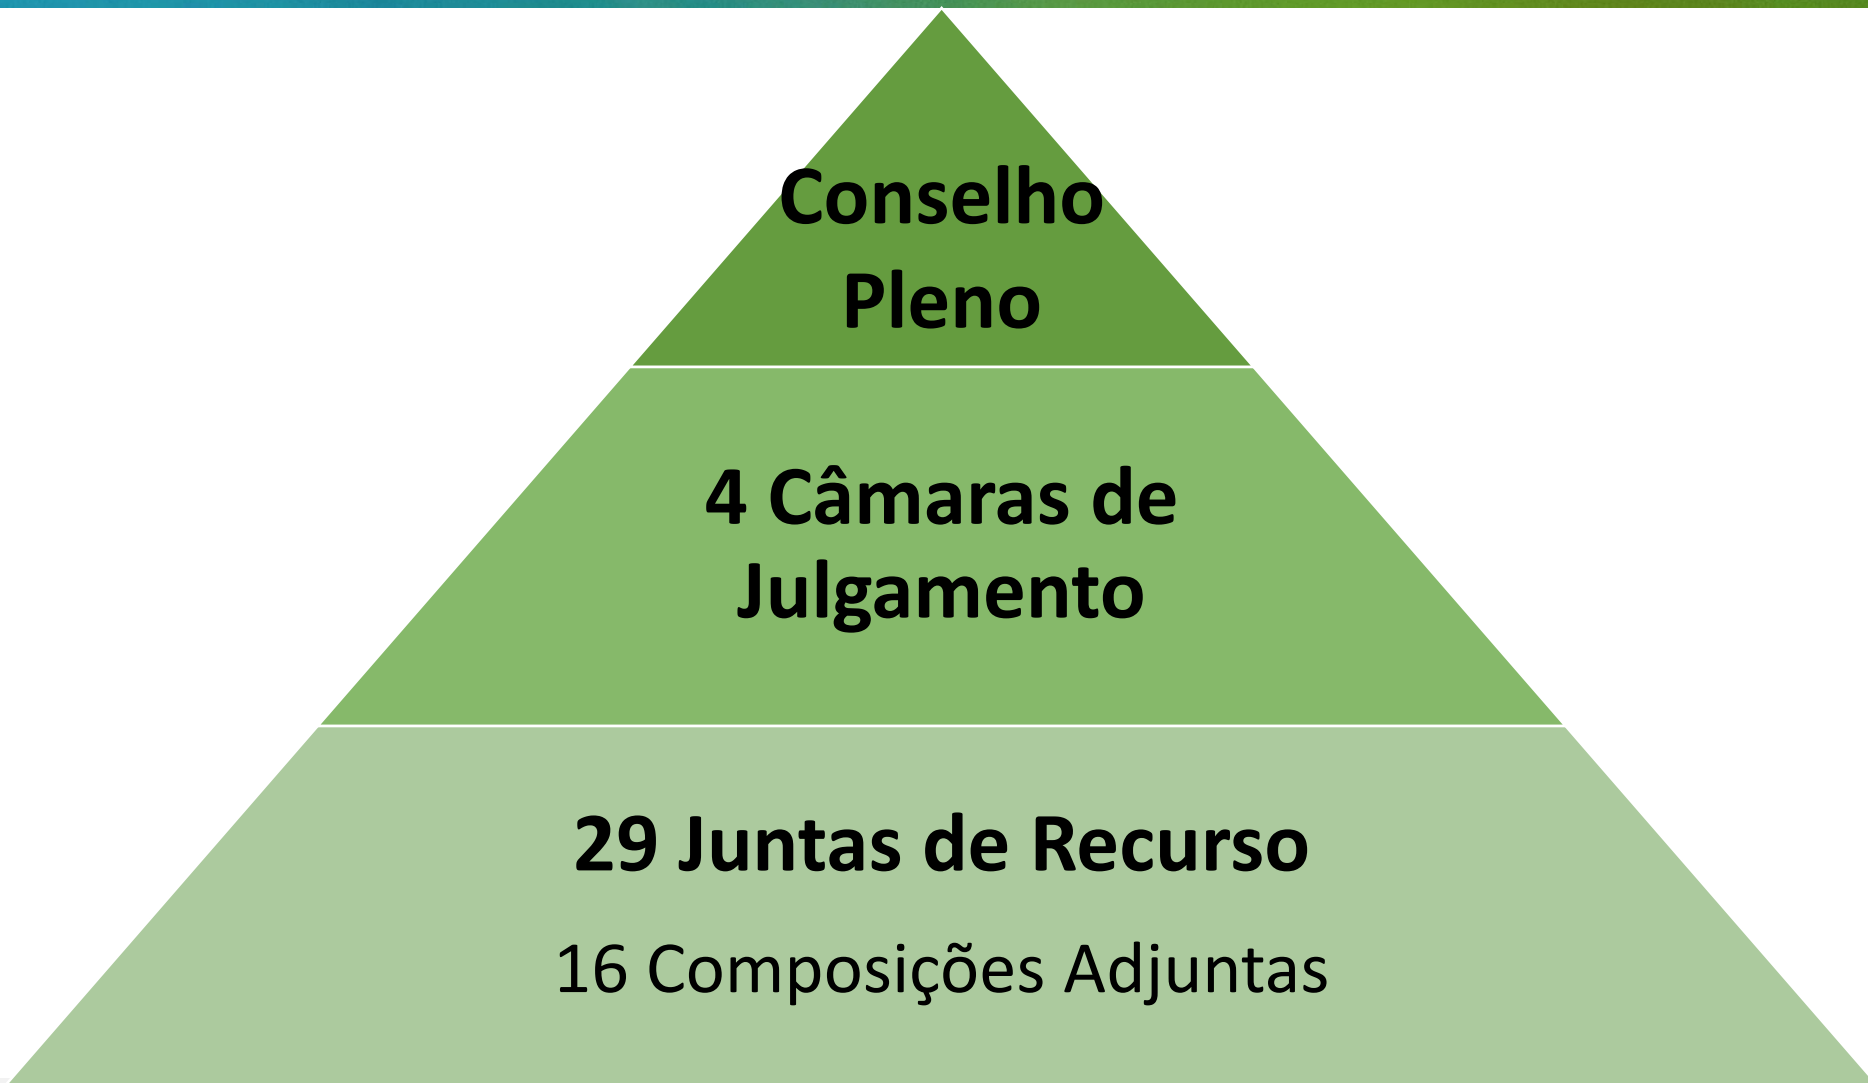 Conselho
Pleno
4 Câmaras de
Julgamento
29 Juntas de Recurso
16 Composições Adjuntas